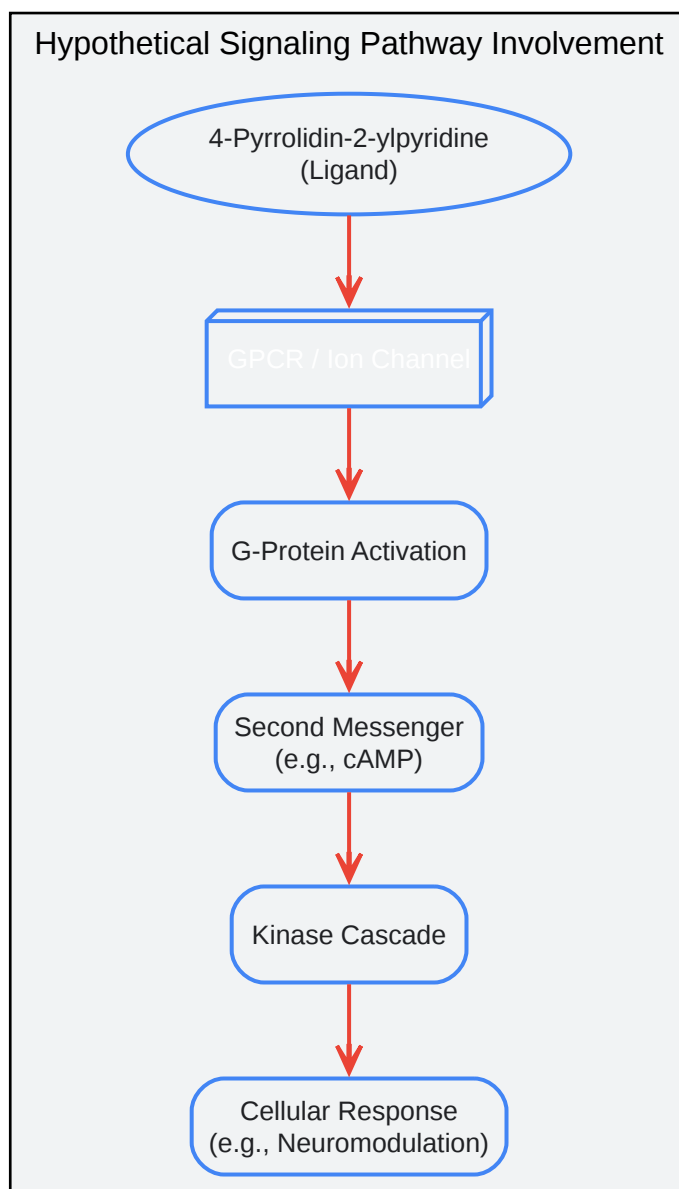 Hypothetical Signaling Pathway Involvement
4-Pyrrolidin-2-ylpyridine
(Ligand)
GPCR / Ion Channel
G-Protein Activation
Second Messenger
(e.g., cAMP)
Kinase Cascade
Cellular Response
(e.g., Neuromodulation)